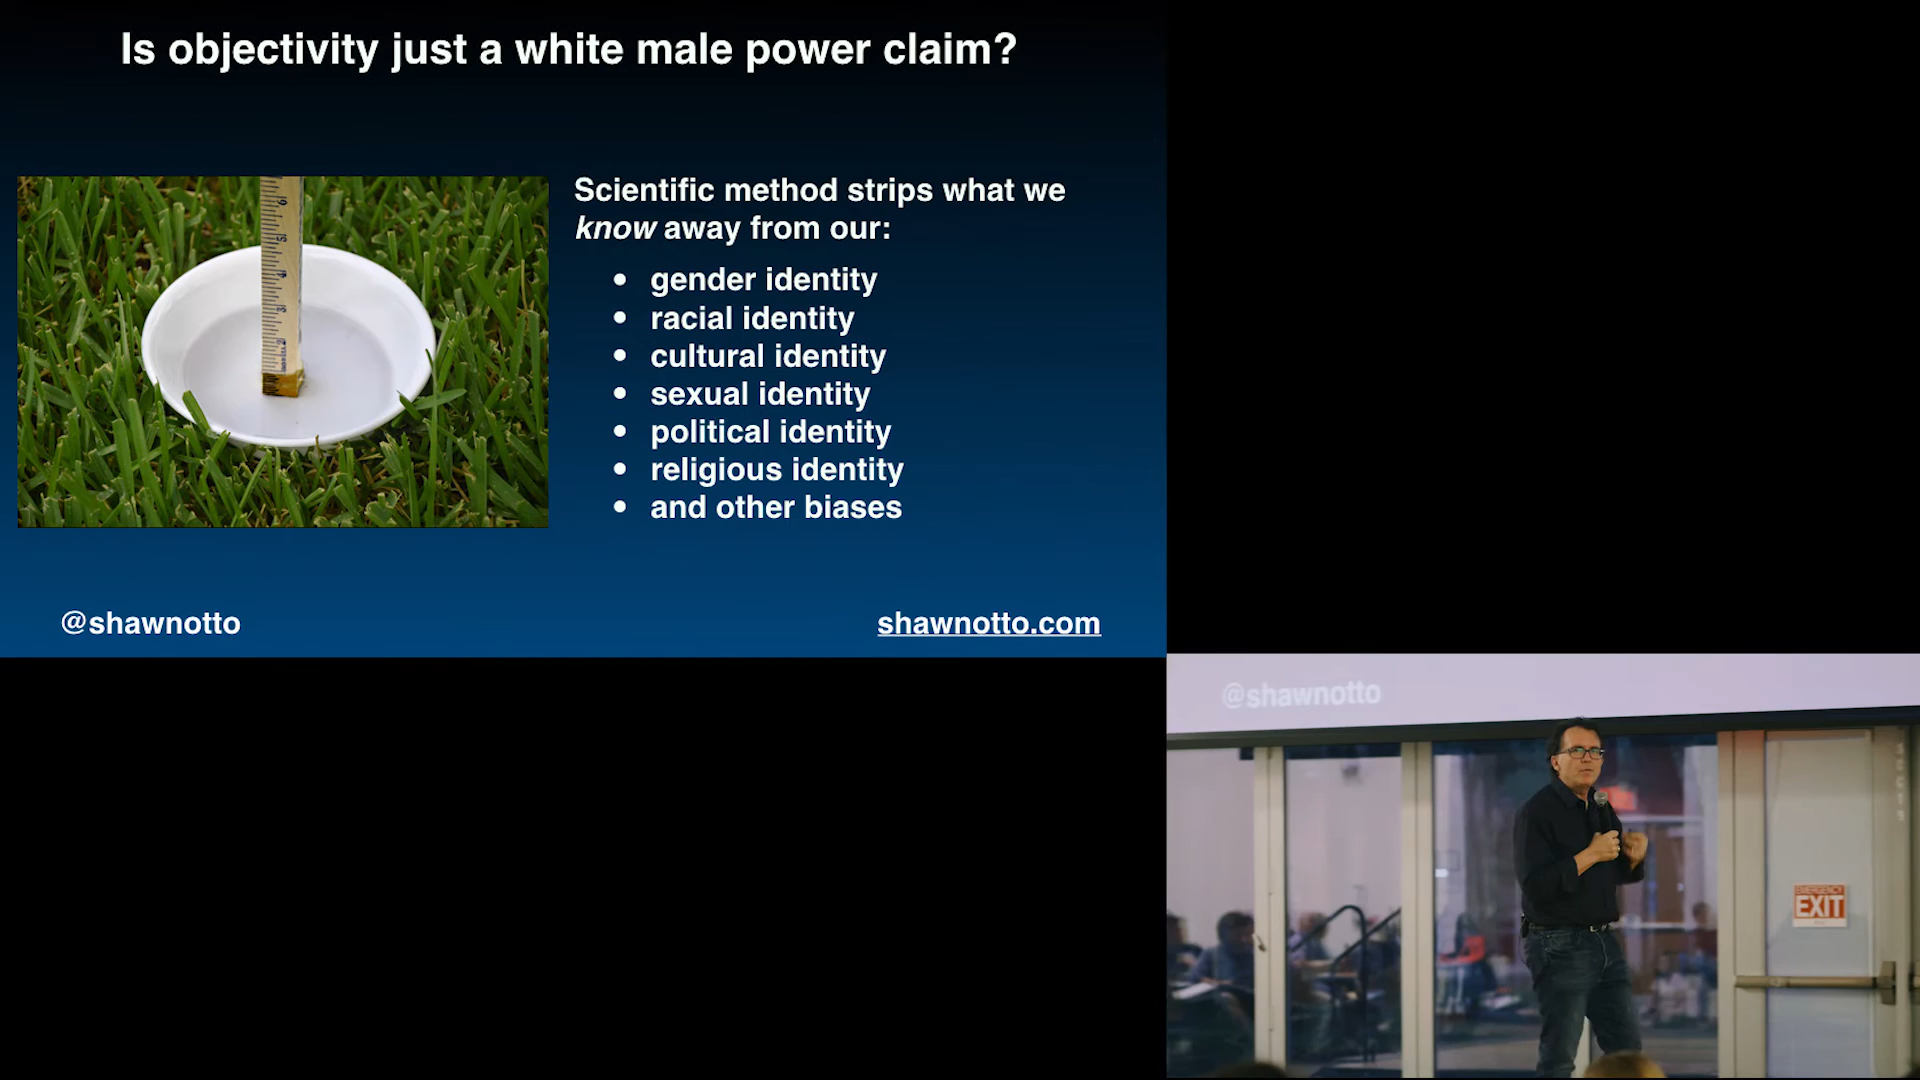 Is objectivity just a white male power claim?
Scientific method strips what we
know away from our:
• gender identity
• racial identity
• cultural identity
• sexual identity
• political identity
• religious identity
• and other biases
@shawnotto
shawnotto.com
@shawnotto
EMERGENCY
EXIT